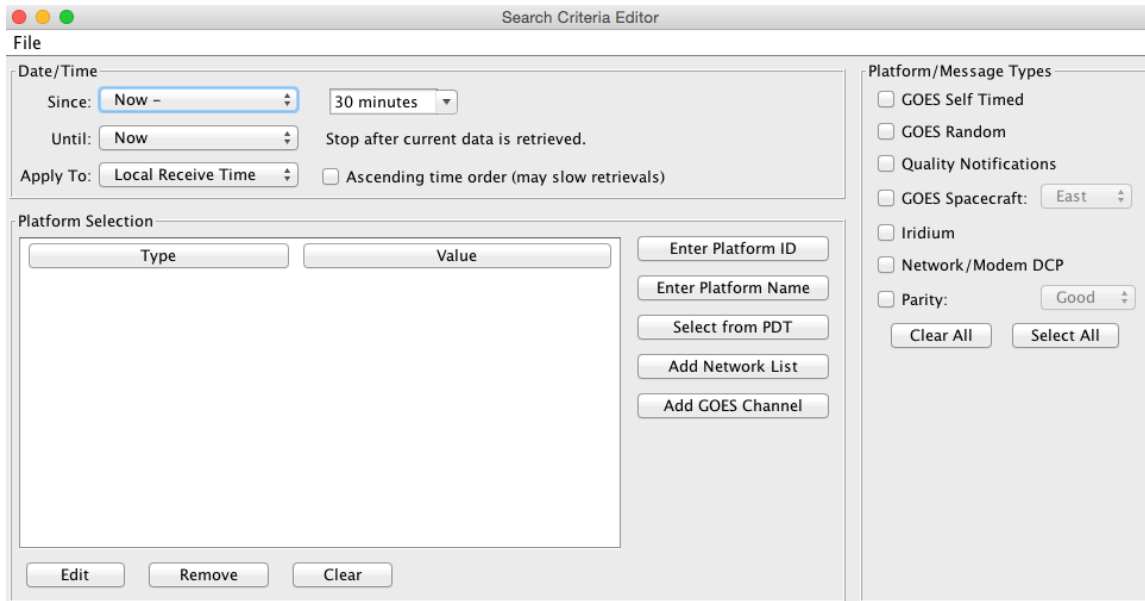 Search Criteria Editor
File
Date/Time
Since: Now - 30 minutes
Until: Now Stop after current data is retrieved.
Apply To: Local Receive Time Ascending time order (may slow retrievals)
Platform Selection
Type Value
Enter Platform ID
Enter Platform Name
Select from PDT
Add Network List
Add GOES Channel
Edit Remove Clear
Platform/Message Types
GOES Self Timed
GOES Random
Quality Notifications
GOES Spacecraft: East
Iridium
Network/Modem DCP
Parity: Good
Clear All Select All